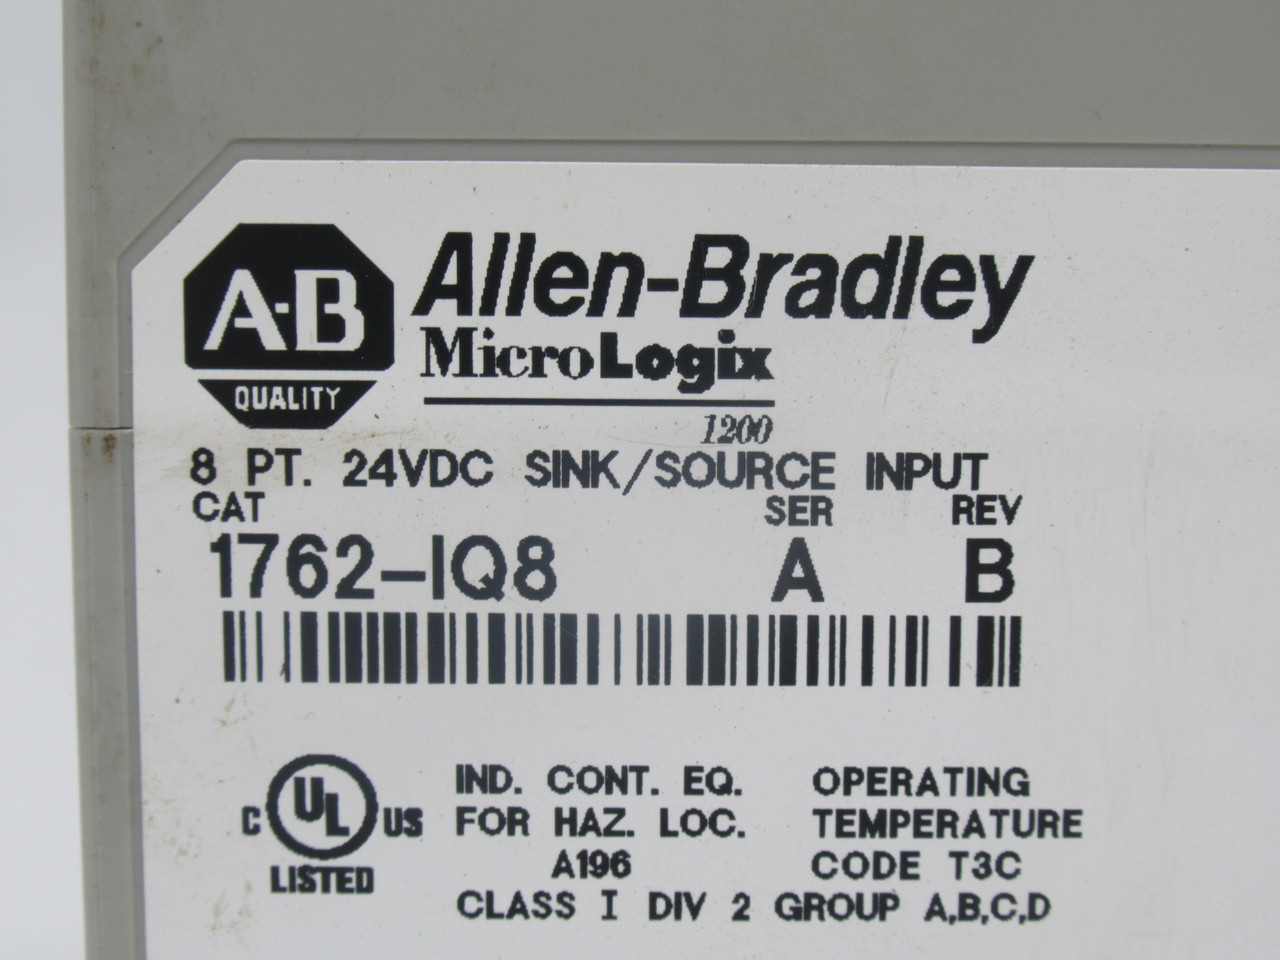 A-B
QUALITY
Allen-Bradley
MicroLogix
1200
8 PT. 24VDC SINK/SOURCE INPUT
CAT SER REV
1762-IQ8 A B
C UL US
LISTED
IND. CONT. EQ.
FOR HAZ. LOC.
A196
OPERATING
TEMPERATURE
CODE T3C
CLASS I DIV 2 GROUP A,B,C,D